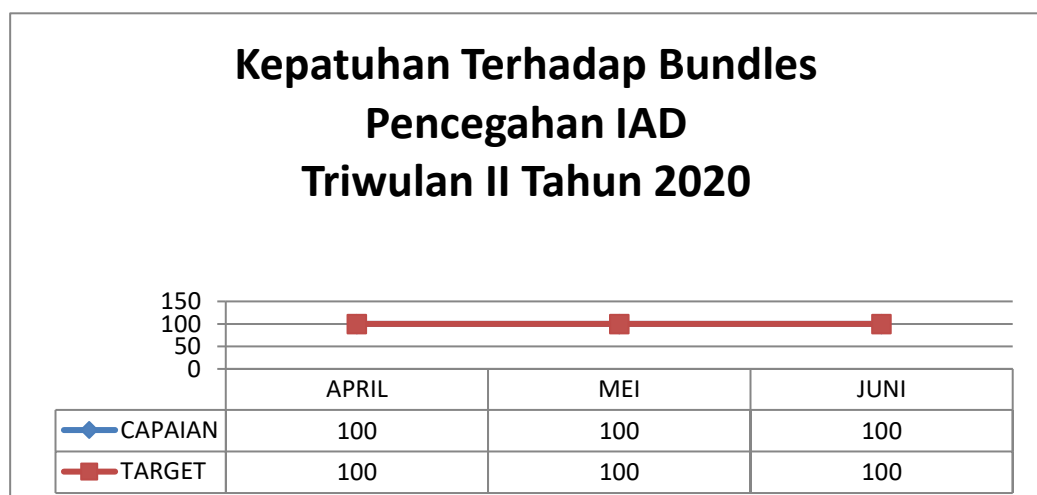 Kepatuhan Terhadap Bundles
Pencegahan IAD
Triwulan II Tahun 2020
150
100
50
0
APRIL MEI JUNI
CAPAIAN 100 100 100
TARGET 100 100 100